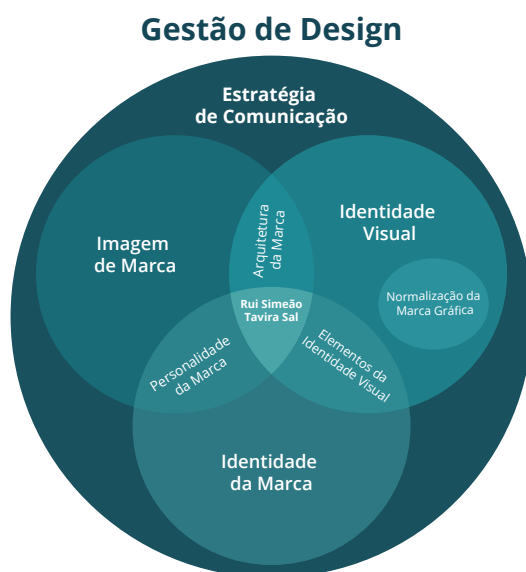 Gestão de Design
Estratégia
de Comunicação
Imagem
de Marca
Arquitetura
da Marca
Identidade
Visual
Normalização da
Marca Gráfica
Rui Simeão
Tavira Sal
Personalidade
da Marca
Elementos da
Identidade Visual
Identidade
da Marca